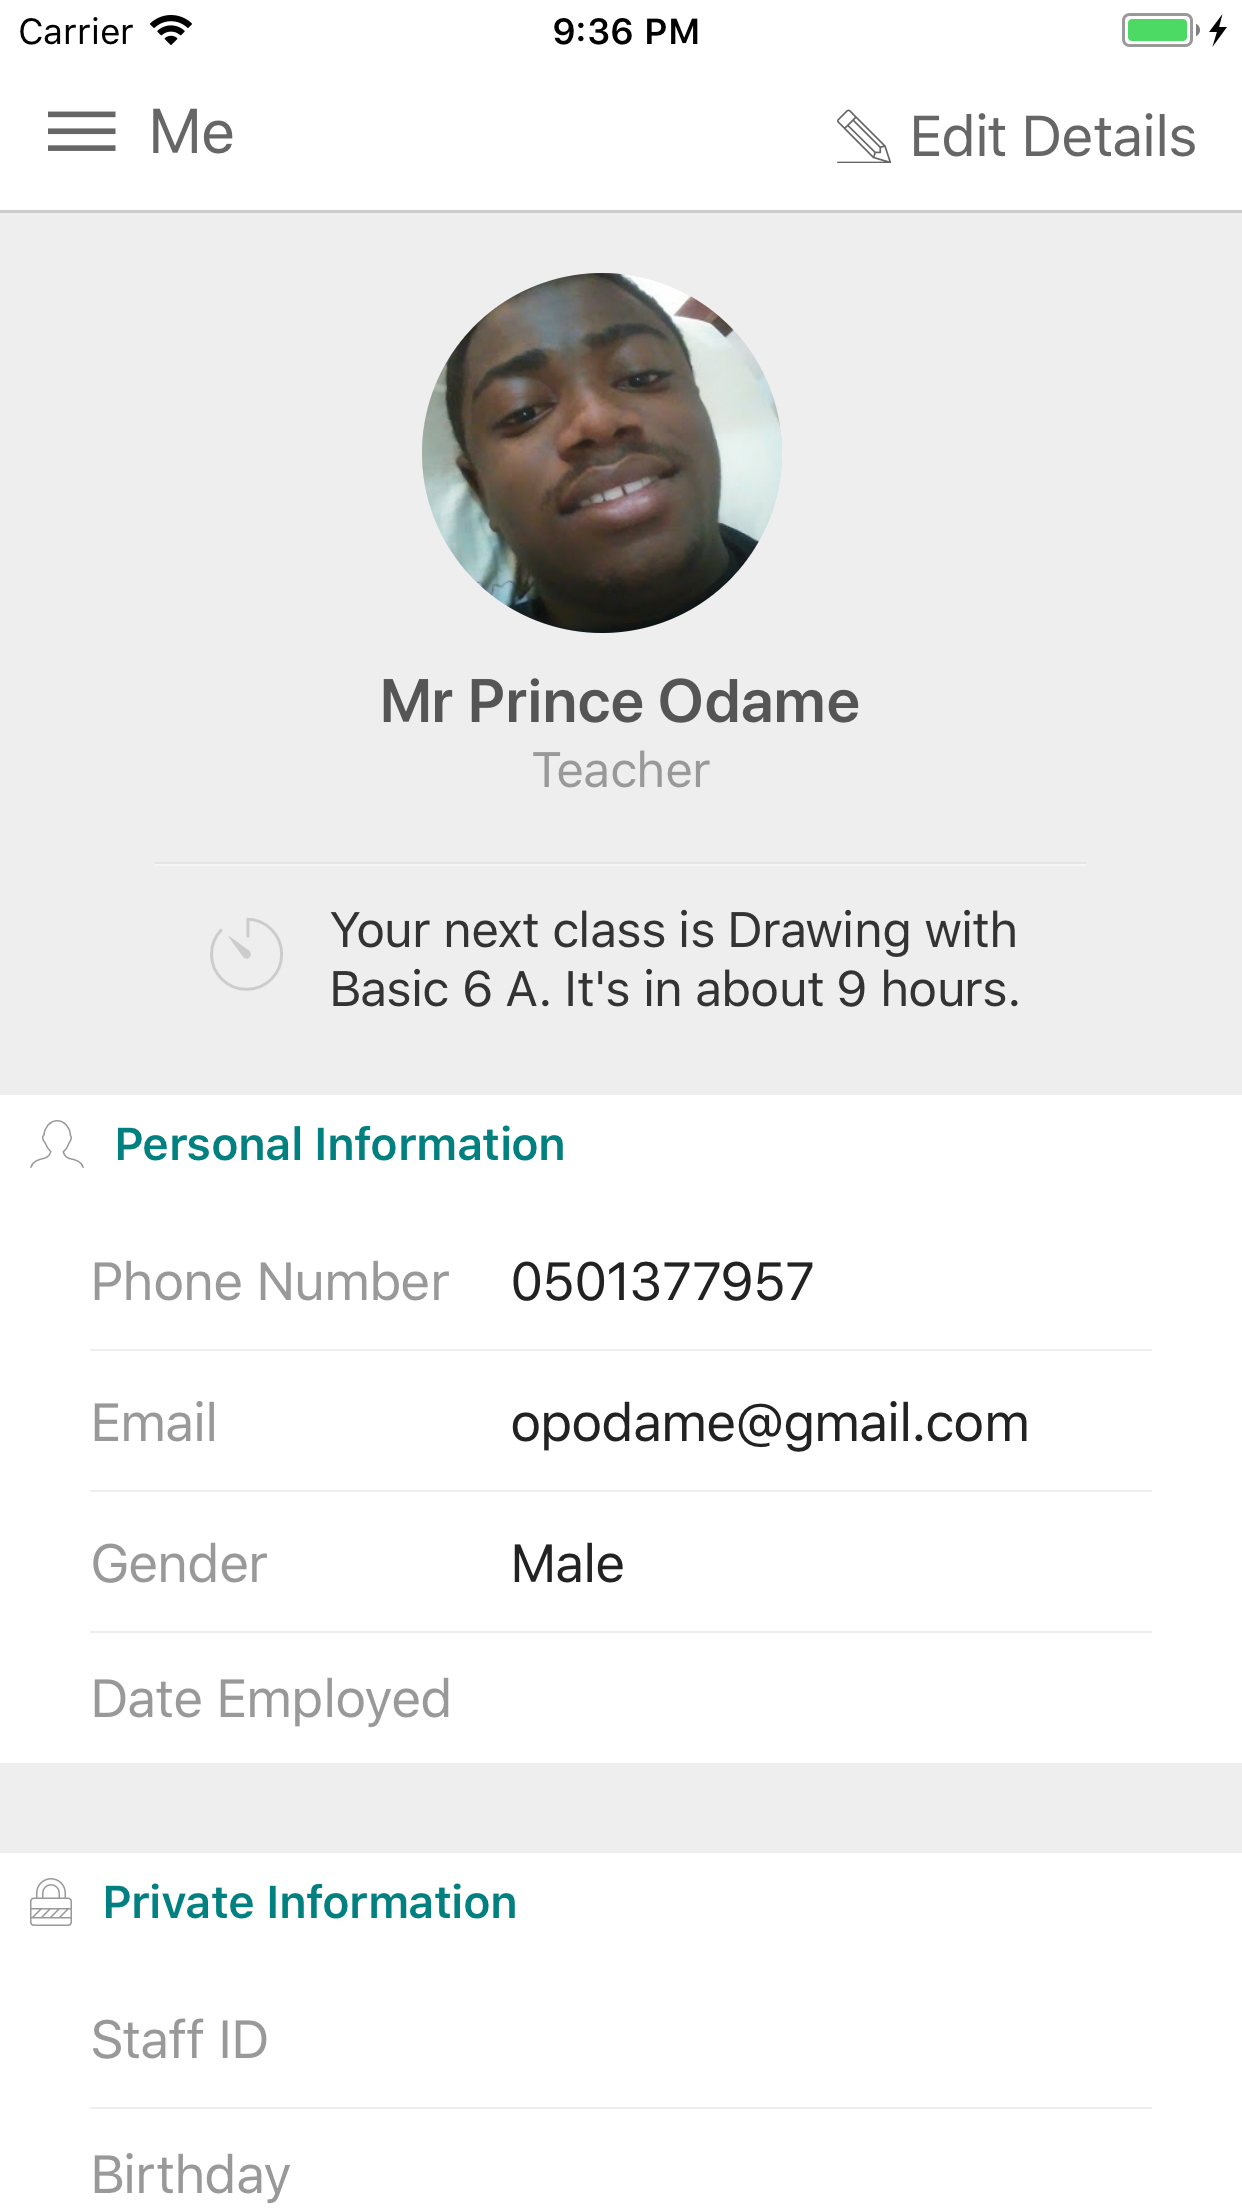 Carrier 9:36 PM
Me Edit Details
Mr Prince Odame
Teacher
Your next class is Drawing with
Basic 6 A. It's in about 9 hours.
Personal Information
Phone Number 0501377957
Email opodame@gmail.com
Gender Male
Date Employed
Private Information
Staff ID
Birthday